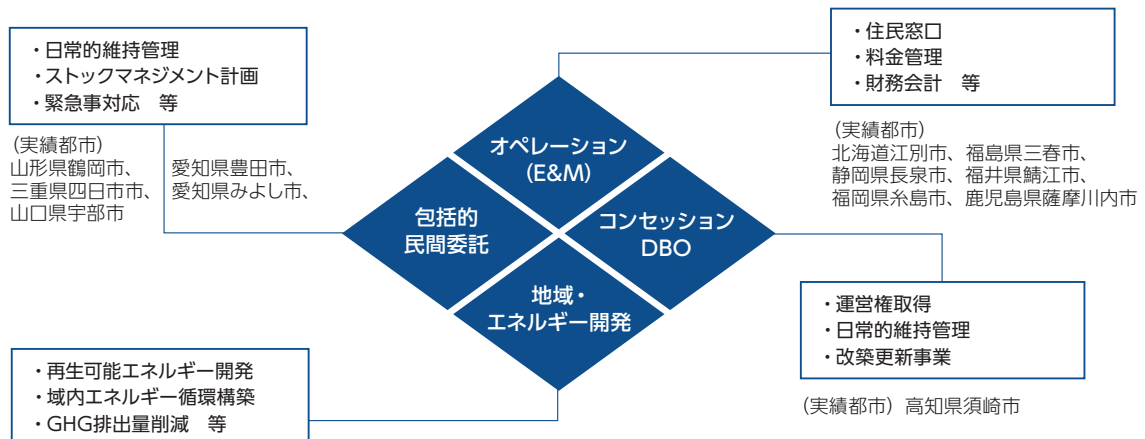 ・日常的維持管理
・ストックマネジメント計画
・緊急事対応　等
(実績都市)
山形県鶴岡市、
三重県四日市市、
山口県宇部市
愛知県豊田市、
愛知県みよし市、
・住民窓口
・料金管理
・財務会計　等
(実績都市)
北海道江別市、福島県三春市、
静岡県長泉市、福井県鯖江市、
福岡県糸島市、鹿児島県薩摩川内市
オペレーション
(E&M)
包括的
民間委託
コンセッション
DBO
地域・
エネルギー開発
・再生可能エネルギー開発
・域内エネルギー循環構築
・GHG排出量削減　等
・運営権取得
・日常的維持管理
・改築更新事業
(実績都市) 高知県須崎市